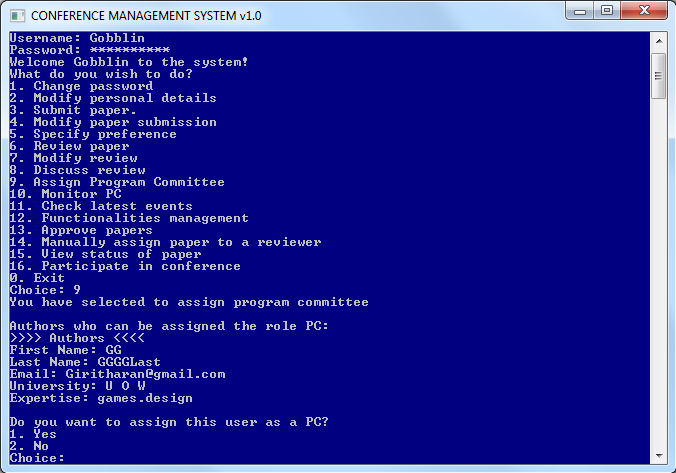 CONFERENCE MANAGEMENT SYSTEM v1.0
Username: Gobblin
Password: **********
Welcome Gobblin to the system!
What do you wish to do?
1. Change password
2. Modify personal details
3. Submit paper.
4. Modify paper submission
5. Specify preference
6. Review paper
7. Modify review
8. Discuss review
9. Assign Program Committee
10. Monitor PC
11. Check latest events
12. Functionalities management
13. Approve papers
14. Manually assign paper to a reviewer
15. View status of paper
16. Participate in conference
0. Exit
Choice: 9
You have selected to assign program committee
Authors who can be assigned the role PC:
>>>> Authors <<<<
First Name: GG
Last Name: GGGGLast
Email: Giritharan@gmail.com
University: U O W
Expertise: games.design
Do you want to assign this user as a PC?
1. Yes
2. No
Choice: